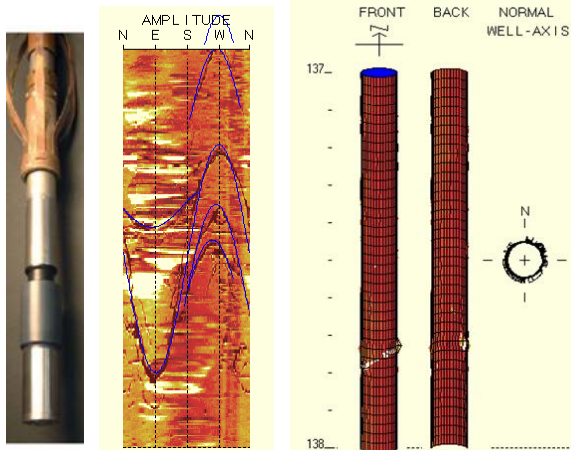 AMPLITUDE
N E S W N
FRONT BACK NORMAL
WELL-AXIS
N
137
N
138